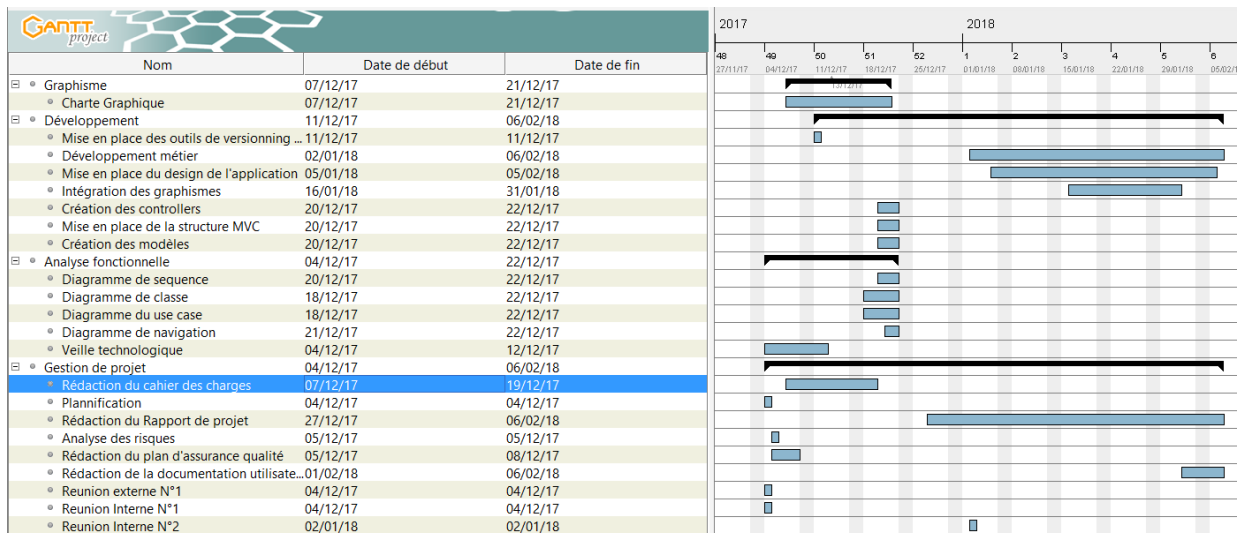 GANTT
project
2017 2018
Nom Date de début Date de fin
48 49 50 51 52 1 2 3 4 5 6
27/11/17 04/12/17 11/12/17 18/12/17 25/12/17 01/01/18 08/01/18 15/01/18 22/01/18 29/01/18
13/12/17
Graphisme 07/12/17 21/12/17
Charte Graphique 07/12/17 21/12/17
Développement 11/12/17 06/02/18
Mise en place des outils de versionning ... 11/12/17 11/12/17
Développement métier 02/01/18 06/02/18
Mise en place du design de l'application 05/01/18 05/02/18
Intégration des graphismes 16/01/18 31/01/18
Création des controllers 20/12/17 22/12/17
Mise en place de la structure MVC 20/12/17 22/12/17
Création des modèles 20/12/17 22/12/17
Analyse fonctionnelle 04/12/17 22/12/17
Diagramme de sequence 20/12/17 22/12/17
Diagramme de classe 18/12/17 22/12/17
Diagramme du use case 18/12/17 22/12/17
Diagramme de navigation 21/12/17 22/12/17
Veille technologique 04/12/17 12/12/17
Gestion de projet 04/12/17 06/02/18
Rédaction du cahier des charges 07/12/17 19/12/17
Plannification 04/12/17 04/12/17
Rédaction du Rapport de projet 27/12/17 06/02/18
Analyse des risques 05/12/17 05/12/17
Rédaction du plan d'assurance qualité 05/12/17 08/12/17
Rédaction de la documentation utilisate... 01/02/18 06/02/18
Reunion externe N°1 04/12/17 04/12/17
Reunion Interne N°1 04/12/17 04/12/17
Reunion Interne N°2 02/01/18 02/01/18